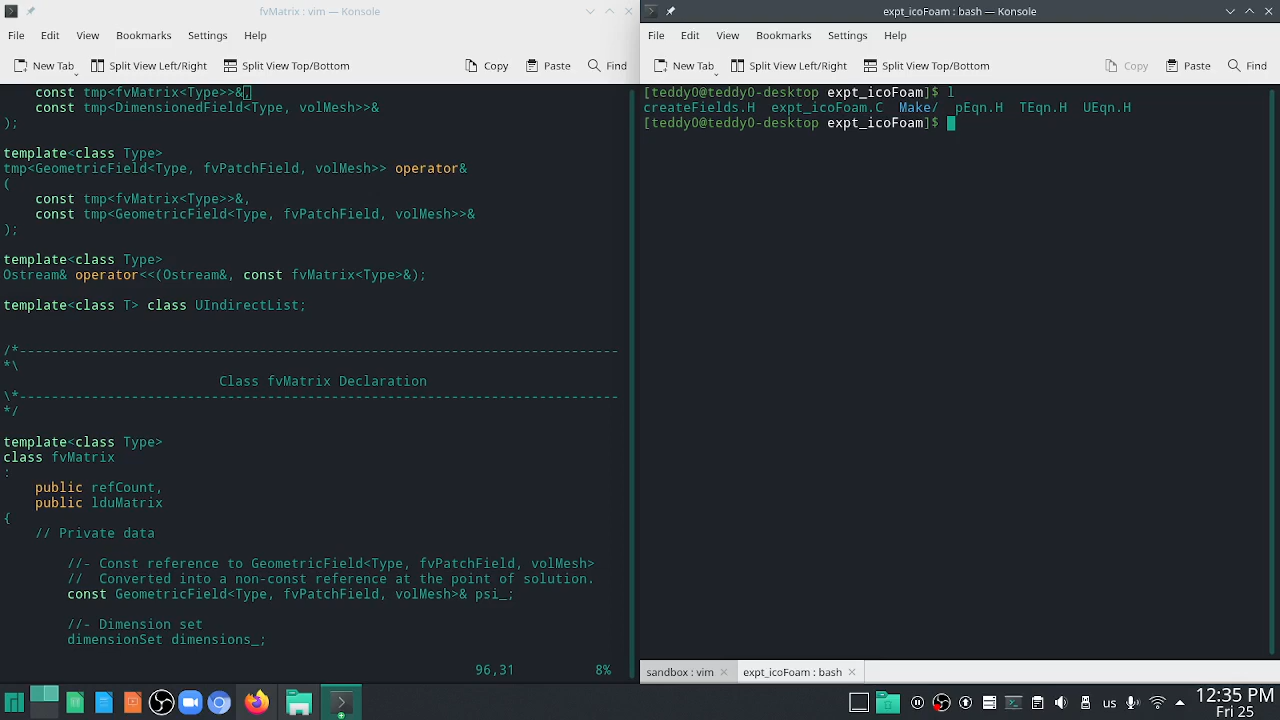 fvMatrix : vim — Konsole
File Edit View Bookmarks Settings Help
New Tab Split View Left/Right Split View Top/Bottom Copy Paste Find
const tmp<fvMatrix<Type>>&,
const tmp<DimensionedField<Type, volMesh>>&
);
template<class Type>
tmp<GeometricField<Type, fvPatchField, volMesh>> operator&
(
const tmp<fvMatrix<Type>>&,
const tmp<GeometricField<Type, fvPatchField, volMesh>>&
);
template<class Type>
Ostream& operator<<(Ostream&, const fvMatrix<Type>&);
template<class T> class UIndirectList;
/*---------------------------------------------------------------------------
*\
Class fvMatrix Declaration
\*---------------------------------------------------------------------------
*/
template<class Type>
class fvMatrix
:
public refCount,
public lduMatrix
{
// Private data
//- Const reference to GeometricField<Type, fvPatchField, volMesh>
// Converted into a non-const reference at the point of solution.
const GeometricField<Type, fvPatchField, volMesh>& psi_;
//- Dimension set
dimensionSet dimensions_;
96,31 8%
expt_icoFoam : bash — Konsole
File Edit View Bookmarks Settings Help
New Tab Split View Left/Right Split View Top/Bottom Copy Paste Find
[teddy0@teddy0-desktop expt_icoFoam]$ l
createFields.H expt_icoFoam.C Make/ pEqn.H TEqn.H UEqn.H
[teddy0@teddy0-desktop expt_icoFoam]$
sandbox : vim expt_icoFoam : bash
us 12:35 PM
Fri 25